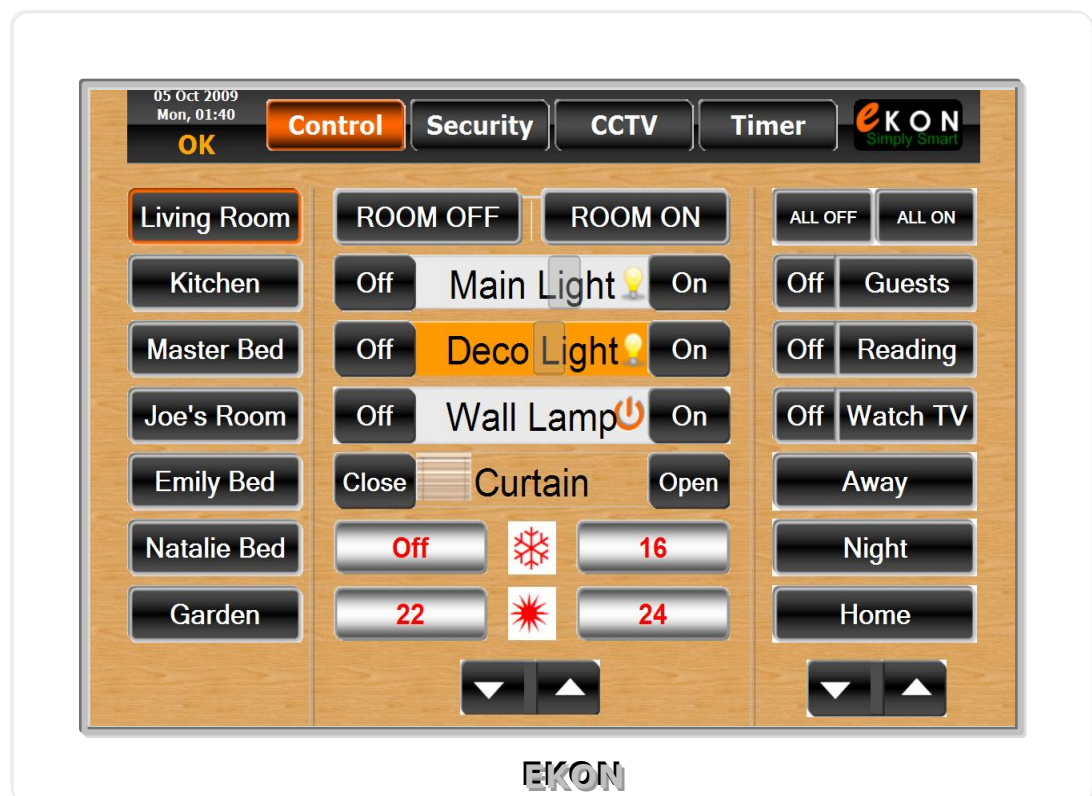 05 Oct 2009
Mon, 01:40
OK
Control Security CCTV Timer
eKON
Simply Smart
Living Room ROOM OFF ROOM ON ALL OFF ALL ON
Kitchen Off Main Light On Off Guests
Master Bed Off Deco Light On Off Reading
Joe's Room Off Wall Lamp On Off Watch TV
Emily Bed Close Curtain Open Away
Natalie Bed Off 16 Night
Garden 22 24 Home
EKON